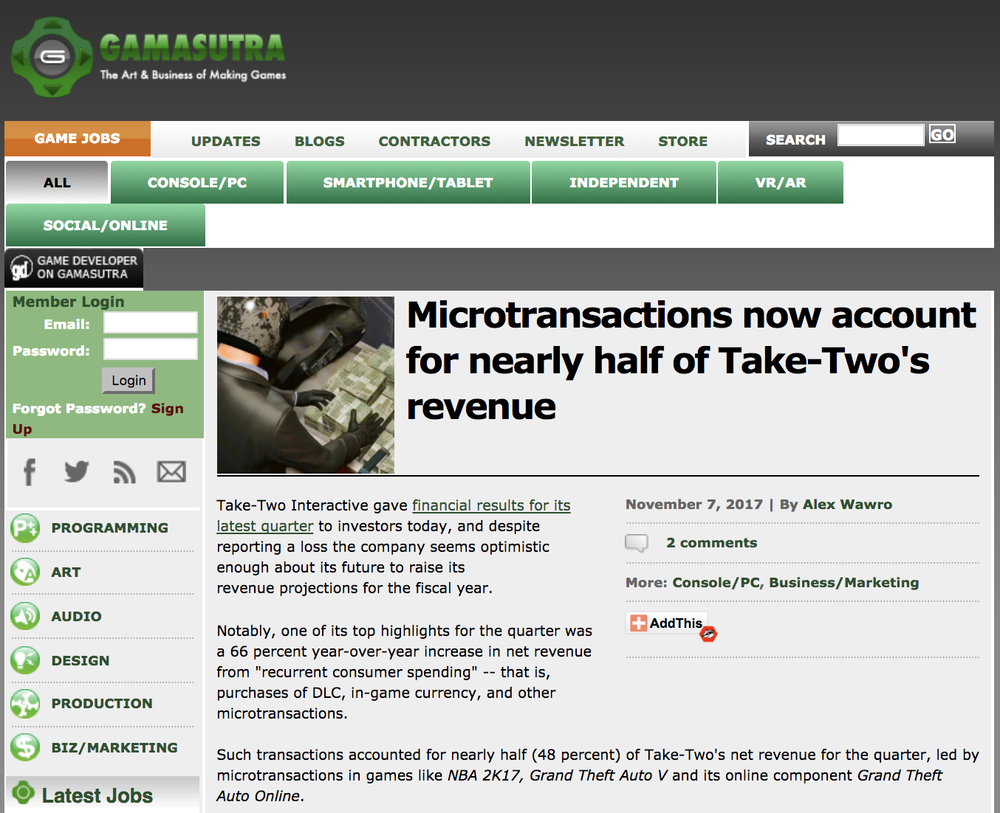 G
GAMASUTRA
The Art & Business of Making Games
GAME JOBS
UPDATES
BLOGS
CONTRACTORS
NEWSLETTER
STORE
SEARCH
GO
ALL
CONSOLE/PC
SMARTPHONE/TABLET
INDEPENDENT
VR/AR
SOCIAL/ONLINE
gd
GAME DEVELOPER
ON GAMASUTRA
Member Login
Email:
Password:
Login
Forgot Password? Sign
Up
PROGRAMMING
ART
AUDIO
DESIGN
PRODUCTION
BIZ/MARKETING
Latest Jobs
Microtransactions now account
for nearly half of Take-Two's
revenue
Take-Two Interactive gave financial results for its
latest quarter to investors today, and despite
reporting a loss the company seems optimistic
enough about its future to raise its
revenue projections for the fiscal year.
November 7, 2017 | By Alex Wawro
2 comments
More: Console/PC, Business/Marketing
AddThis
Notably, one of its top highlights for the quarter was
a 66 percent year-over-year increase in net revenue
from "recurrent consumer spending" -- that is,
purchases of DLC, in-game currency, and other
microtransactions.
Such transactions accounted for nearly half (48 percent) of Take-Two's net revenue for the quarter, led by
microtransactions in games like NBA 2K17, Grand Theft Auto V and its online component Grand Theft
Auto Online.